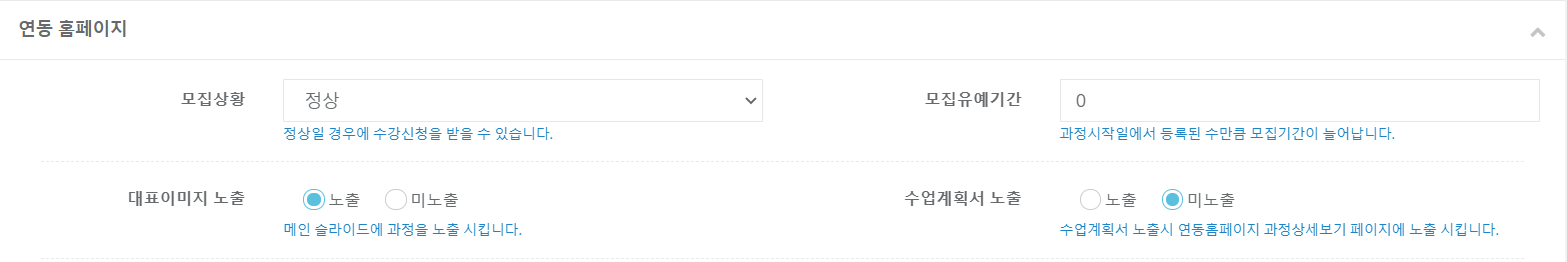 연동 홈페이지
모집상황
정상
정상일 경우에 수강신청을 받을 수 있습니다.
모집유예기간
0
과정시작일에서 등록된 수만큼 모집기간이 늘어납니다.
대표이미지 노출
노출 미노출
메인 슬라이드에 과정을 노출 시킵니다.
수업계획서 노출
노출 미노출
수업계획서 노출시 연동홈페이지 과정상세보기 페이지에 노출 시킵니다.